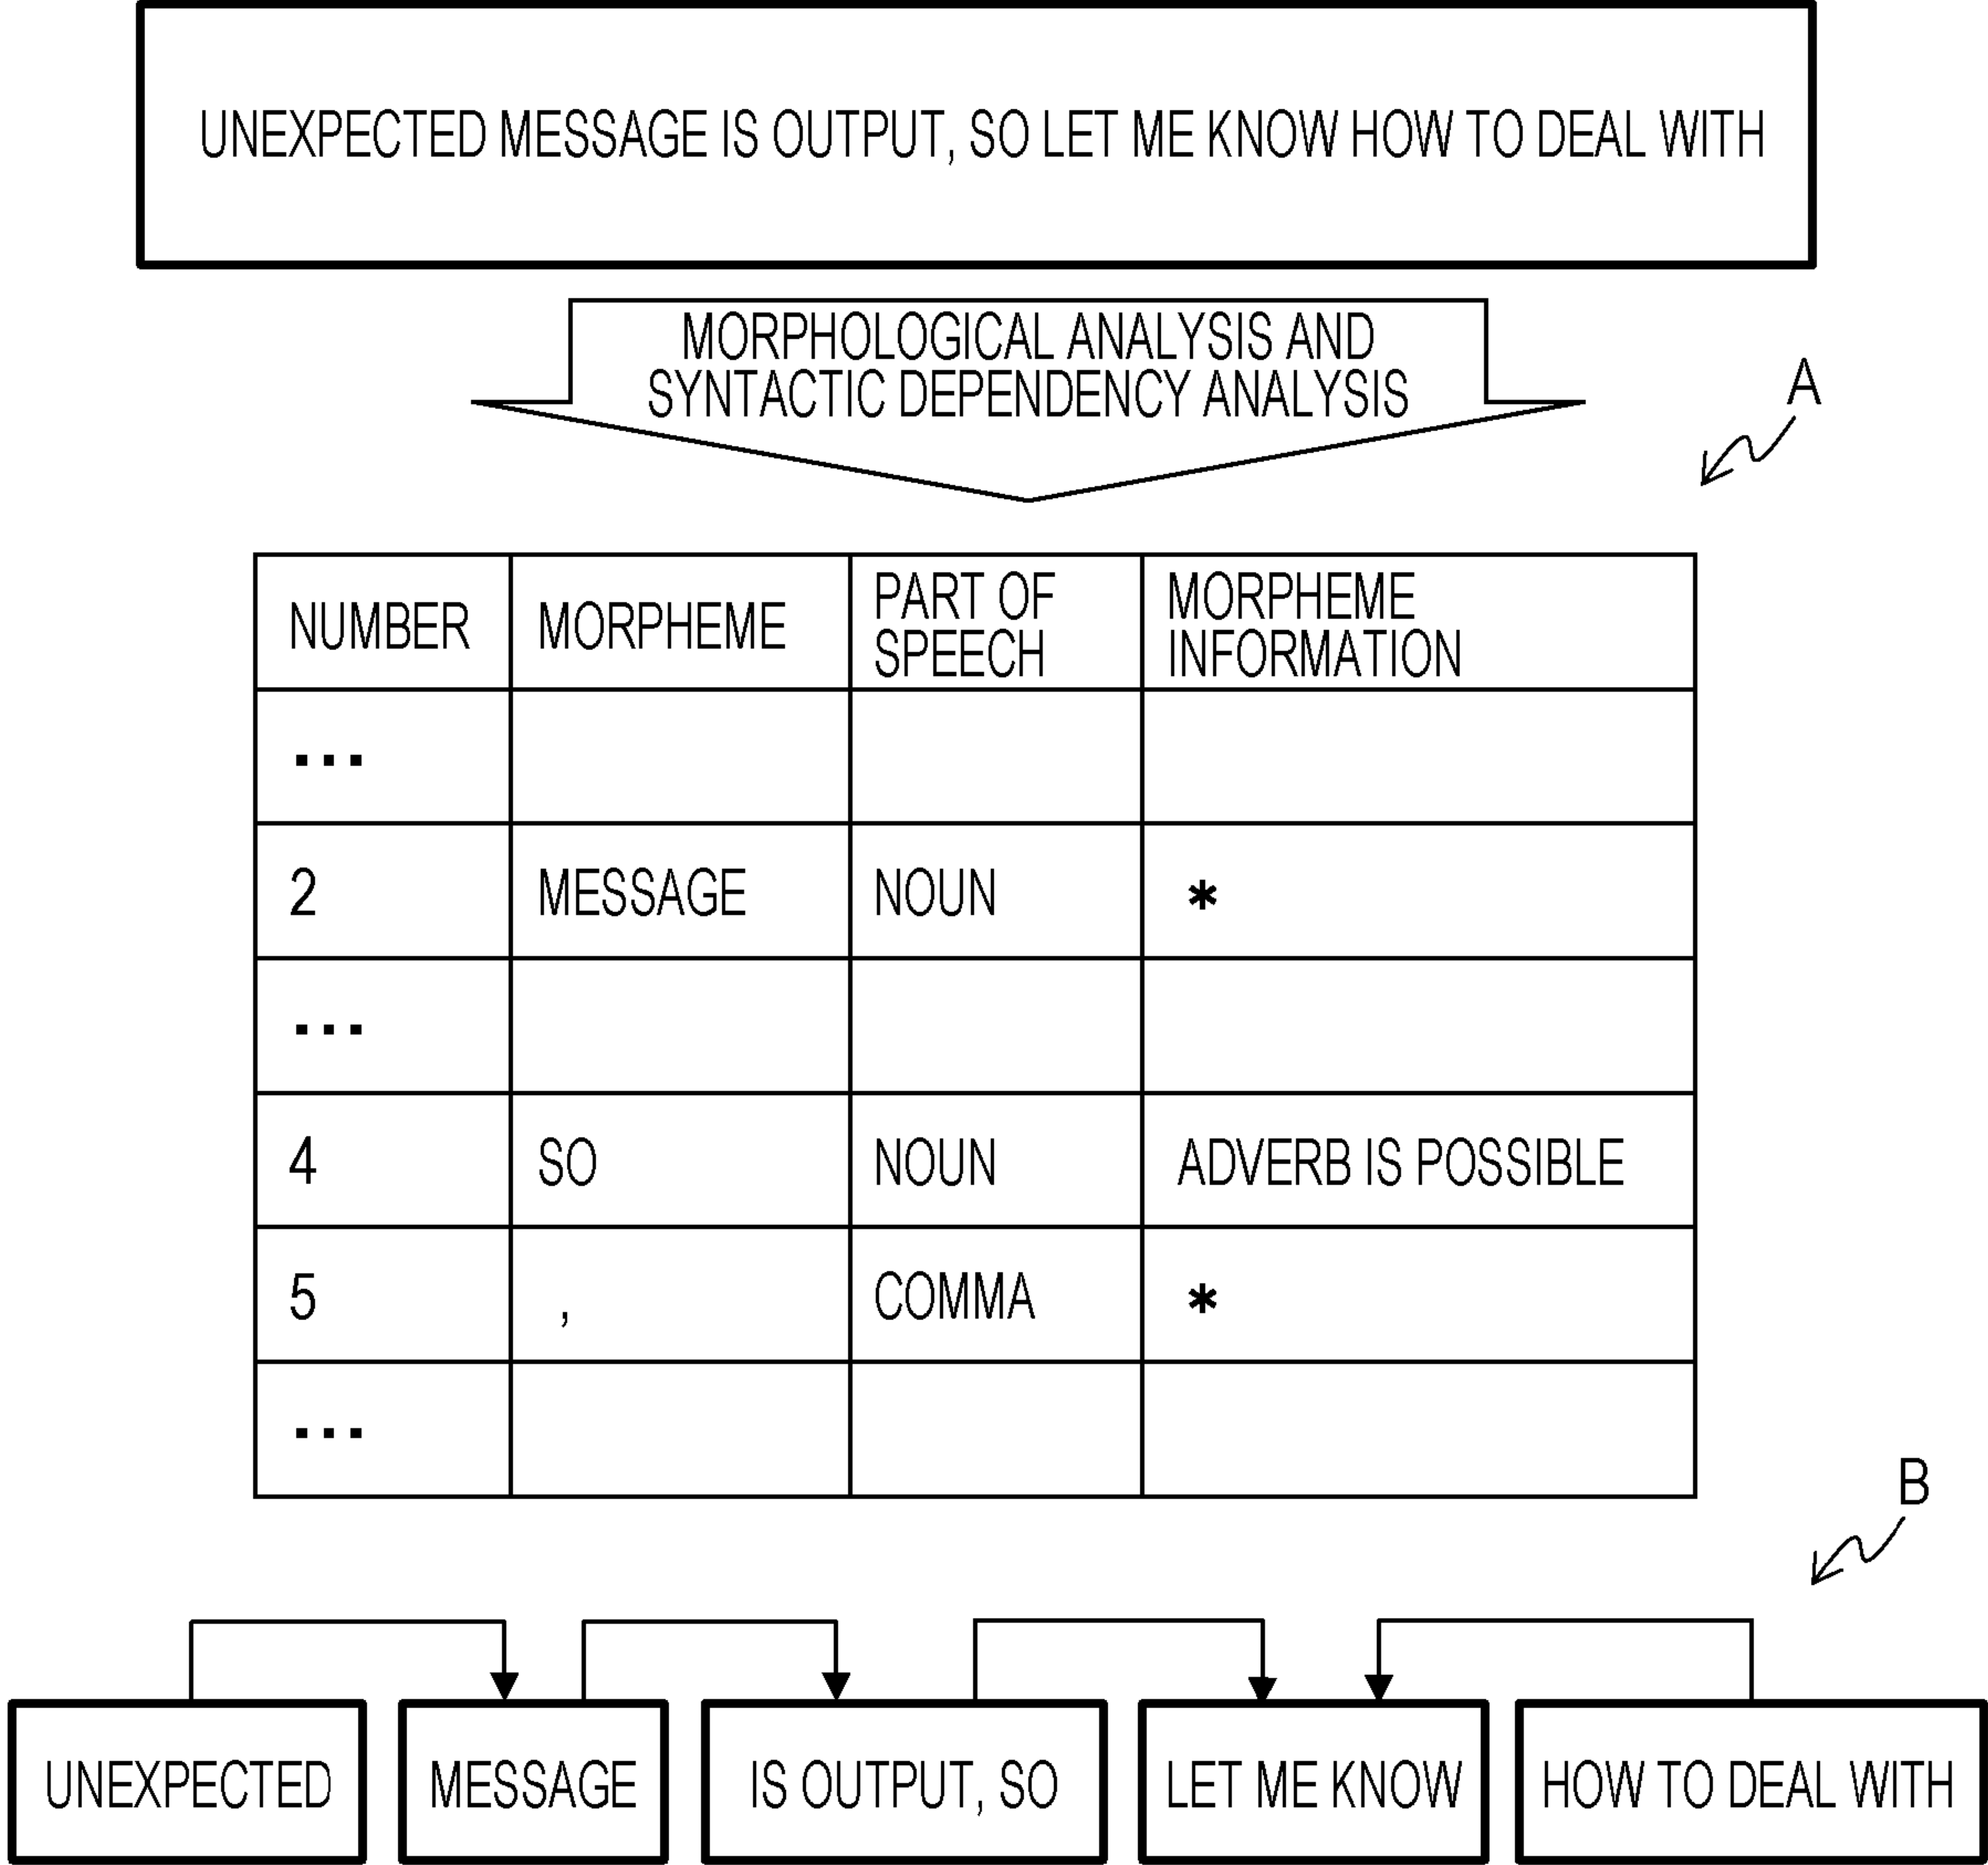 UNEXPECTED MESSAGE IS OUTPUT, SO LET ME KNOW HOW TO DEAL WITH
MORPHOLOGICAL ANALYSIS AND
SYNTACTIC DEPENDENCY ANALYSIS
A
NUMBER MORPHEME PART OF SPEECH MORPHEME INFORMATION
...
2 MESSAGE NOUN *
...
4 SO NOUN ADVERB IS POSSIBLE
5 , COMMA *
...
B
UNEXPECTED MESSAGE IS OUTPUT, SO LET ME KNOW HOW TO DEAL WITH